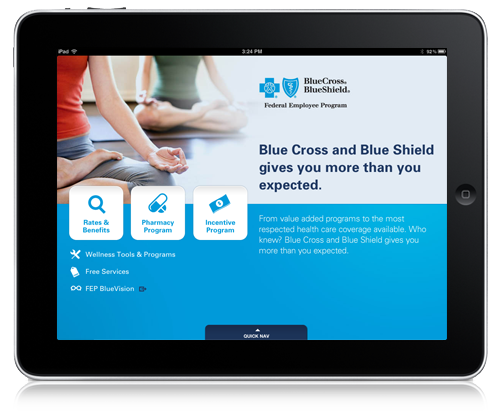 iPad
3:24 PM
92%
BlueCross®
BlueShield®
Federal Employee Program
Blue Cross and Blue Shield
gives you more than you
expected.
From value added programs to the most
respected health care coverage available. Who
knew? Blue Cross and Blue Shield gives you
more than you expected.
Rates &
Benefits
Pharmacy
Program
Incentive
Program
Wellness Tools & Programs
Free Services
FEP BlueVision
QUICK NAV